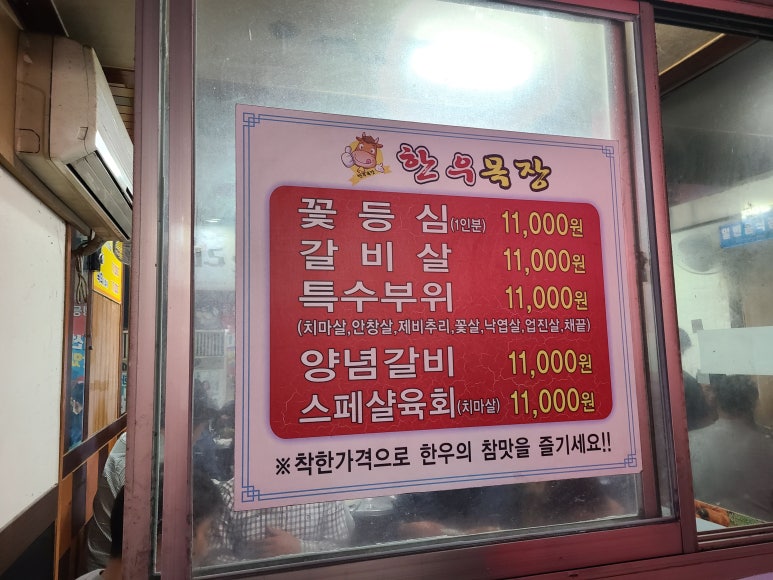 한우목장
꽃등심(1인분) 11,000원
갈비살 11,000원
특수부위 11,000원
(치마살,안창살,제비추리,꽃살,낙엽살,업진살,채끝)
양념갈비 11,000원
스페샬육회(치마살) 11,000원
※착한가격으로 한우의 참맛을 즐기세요!!